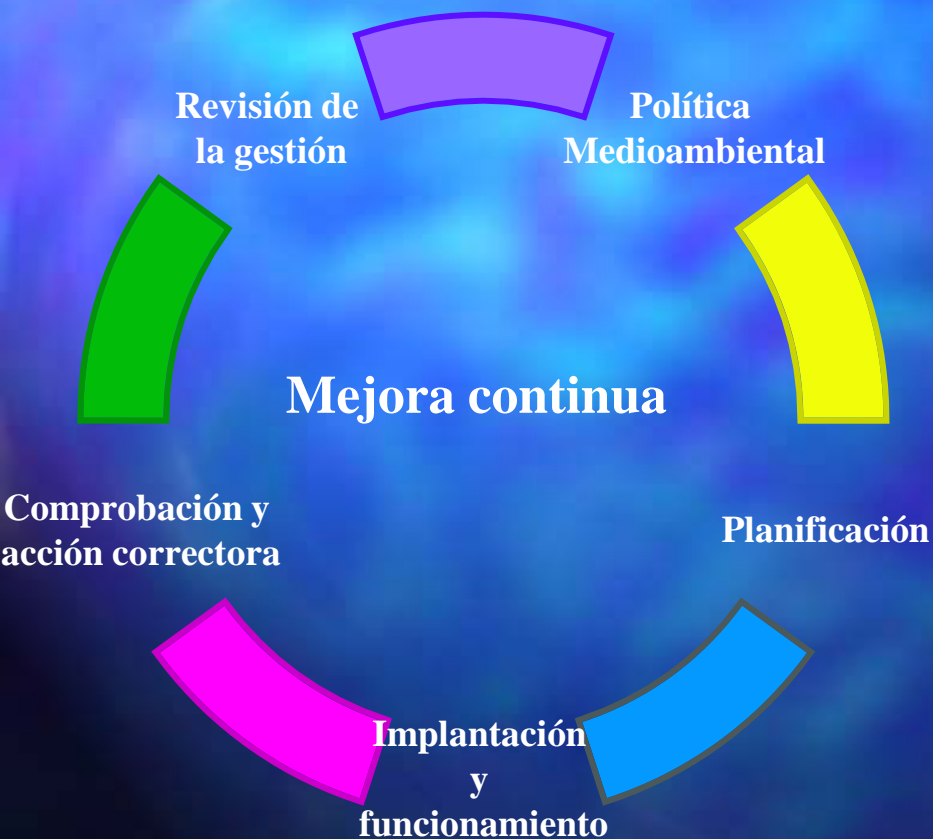 Revisión de
la gestión
Política
Medioambiental
Mejora continua
Comprobación y
acción correctora
Planificación
Implantación
y
funcionamiento